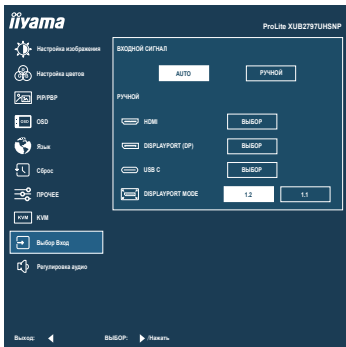 iiyama
ProLite XUB2797UHSNP
Настройка изображения
Настройка цветов
PIP/PBP
OSD
OSD
Язык
Сброс
ПРОЧЕЕ
KVM
KVM
Выбор Вход
Регулировка аудио
ВХОДНОЙ СИГНАЛ
AUTO
РУЧНОЙ
РУЧНОЙ
HDMI
ВЫБОР
DISPLAYPORT (DP)
ВЫБОР
USB C
ВЫБОР
DISPLAYPORT MODE
1.2
1.1
Выход:
ВЫБОР:
/Нажать